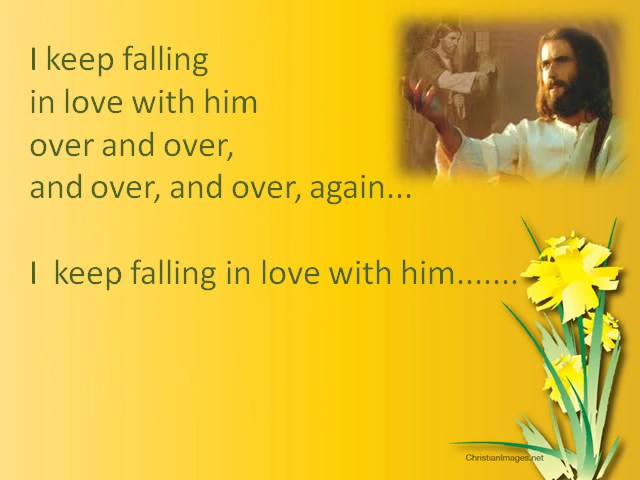 I keep falling
in love with him
over and over,
and over, and over, again...
I  keep falling in love with him.......
ChristianImages.net